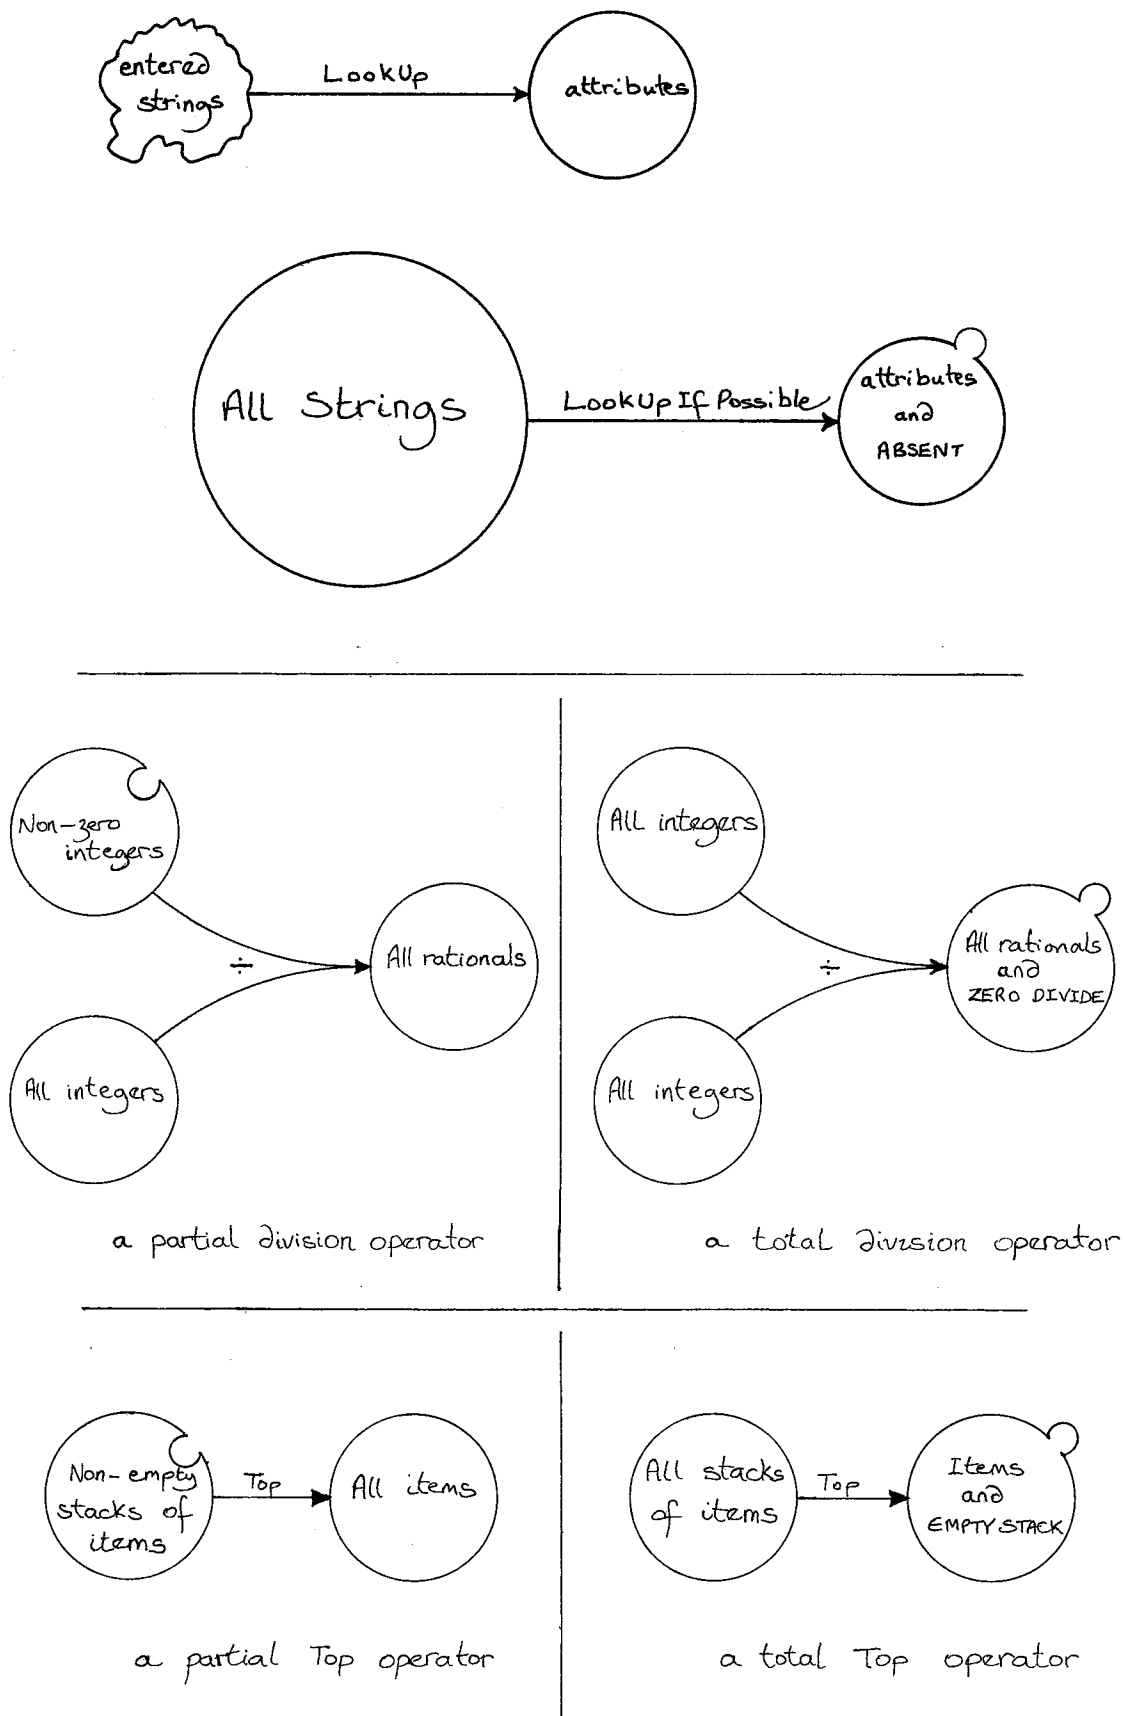 entered
strings
LookUp
attributes
All Strings
LookUp If Possible
attributes
and
ABSENT
Non-zero
integers
÷
All rationals
All integers
a partial division operator
All integers
÷
All rationals
and
ZERO DIVIDE
All integers
a total division operator
Non-empty
stacks of
items
Top
All items
a partial Top operator
All stacks
of items
Top
Items
and
EMPTY STACK
a total Top operator